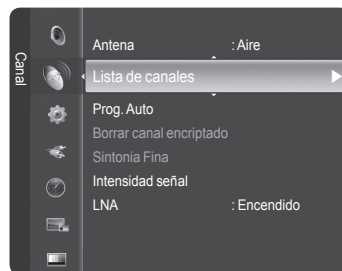 Canal
Antena : Aire
Lista de canales
Prog. Auto
Borrar canal encriptado
Sintonia Fina
Intensidad señal
LNA : Encendido